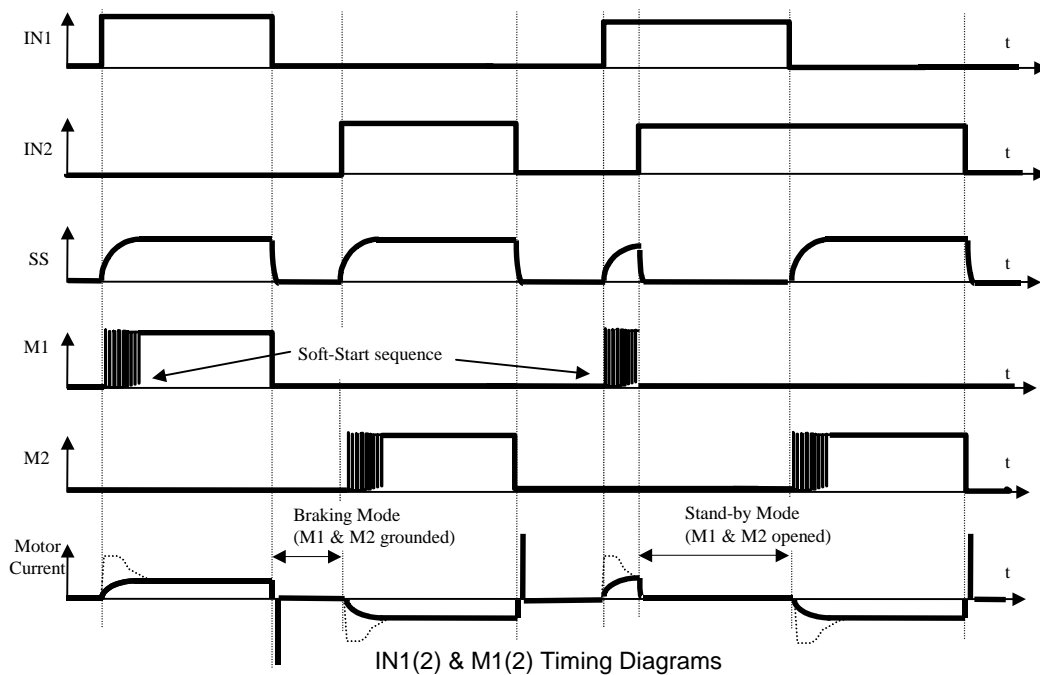 IN1
t
IN2
t
SS
t
M1
Soft-Start sequence
t
M2
t
Braking Mode
(M1 & M2 grounded)
Stand-by Mode
(M1 & M2 opened)
Motor
Current
t
IN1(2) & M1(2) Timing Diagrams